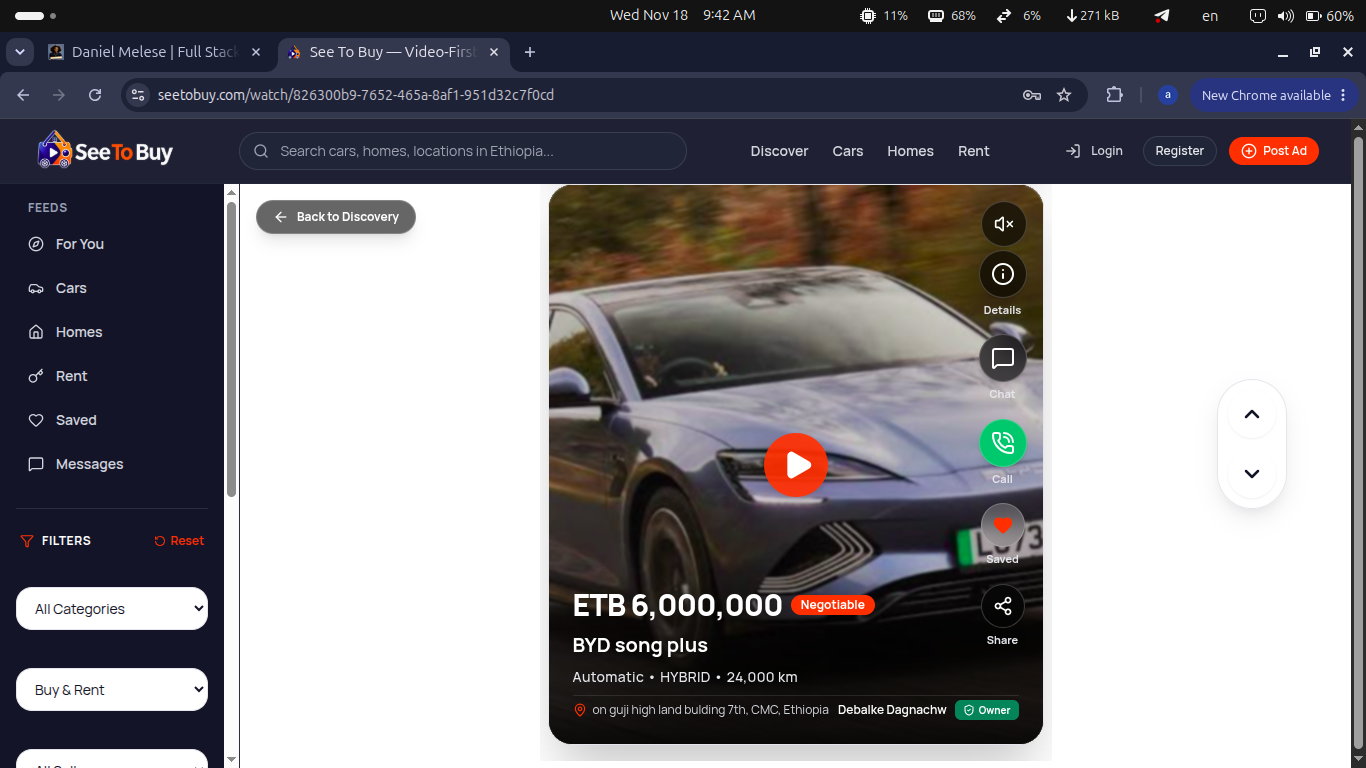 Wed Nov 18 9:42 AM
11% 68% 6% 271 kB en 60%
Daniel Melese | Full Stack
See To Buy — Video-First
seetobuy.com/watch/826300b9-7652-465a-8af1-951d32c7f0cd
a
New Chrome available
SeeToBuy
Search cars, homes, locations in Ethiopia...
Discover
Cars
Homes
Rent
Login
Register
Post Ad
FEEDS
For You
Cars
Homes
Rent
Saved
Messages
FILTERS
Reset
All Categories
Buy & Rent
Back to Discovery
Details
Chat
Call
Saved
Share
ETB 6,000,000
Negotiable
BYD song plus
Automatic • HYBRID • 24,000 km
on guji high land bulding 7th, CMC, Ethiopia
Debalke Dagnachw
Owner